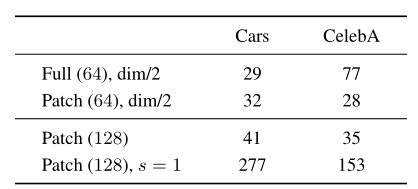 Cars CelebA
Full (64), dim/2 29 77
Patch (64), dim/2 32 28
Patch (128) 41 35
Patch (128), s = 1 277 153